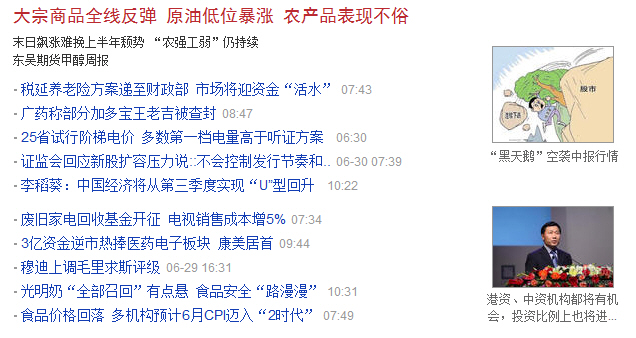 大宗商品全线反弹 原油低位暴涨 农产品表现不俗
末日飙涨难挽上半年颓势 “农强工弱”仍持续
东吴期货甲醇周报
税延养老险方案递至财政部 市场将迎资金“活水” 07:43
广药称部分加多宝王老吉被查封 08:47
25省试行阶梯电价 多数第一档电量高于听证方案 06:30
证监会回应新股扩容压力说::不会控制发行节奏和.. 06-30 07:39
李稻葵：中国经济将从第三季度实现“U”型回升 10:22
废旧家电回收基金开征 电视销售成本增5% 07:34
3亿资金逆市热捧医药电子板块 康美居首 09:44
穆迪上调毛里求斯评级 06-29 16:31
光明奶“全部召回”有点悬 食品安全“路漫漫” 10:31
食品价格回落 多机构预计6月CPI迈入“2时代” 07:49
股市
“黑天鹅”空袭中报行情
港资、中资机构都将有机
会，投资比例上也将进...